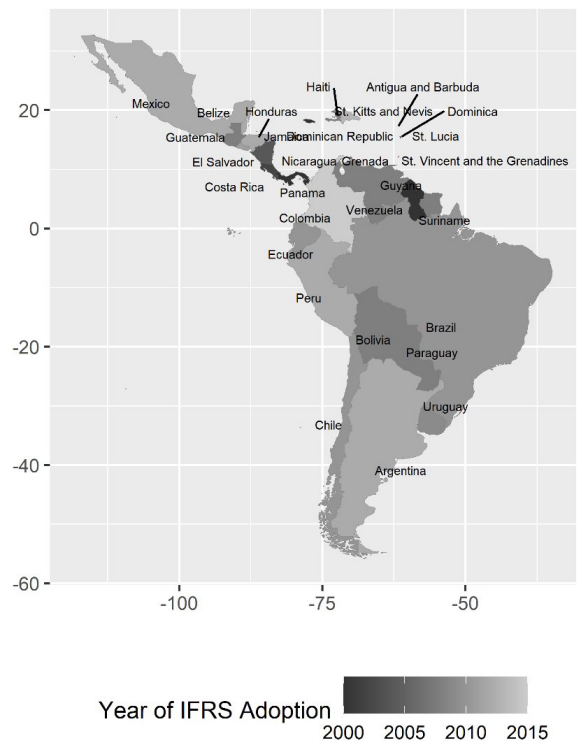 Haiti
Antigua and Barbuda
20
Mexico
Belize
Honduras
St. Kitts and Nevis
Dominica
Guatemala
Jamaica
Dominican Republic
St. Lucia
El Salvador
Nicaragua
Grenada
St. Vincent and the Grenadines
Costa Rica
Panama
Guyana
Colombia
Venezuela
Suriname
0
Ecuador
Peru
-20
Bolivia
Brazil
Paraguay
Chile
Uruguay
-40
Argentina
-60
-100 -75 -50
Year of IFRS Adoption
2000 2005 2010 2015